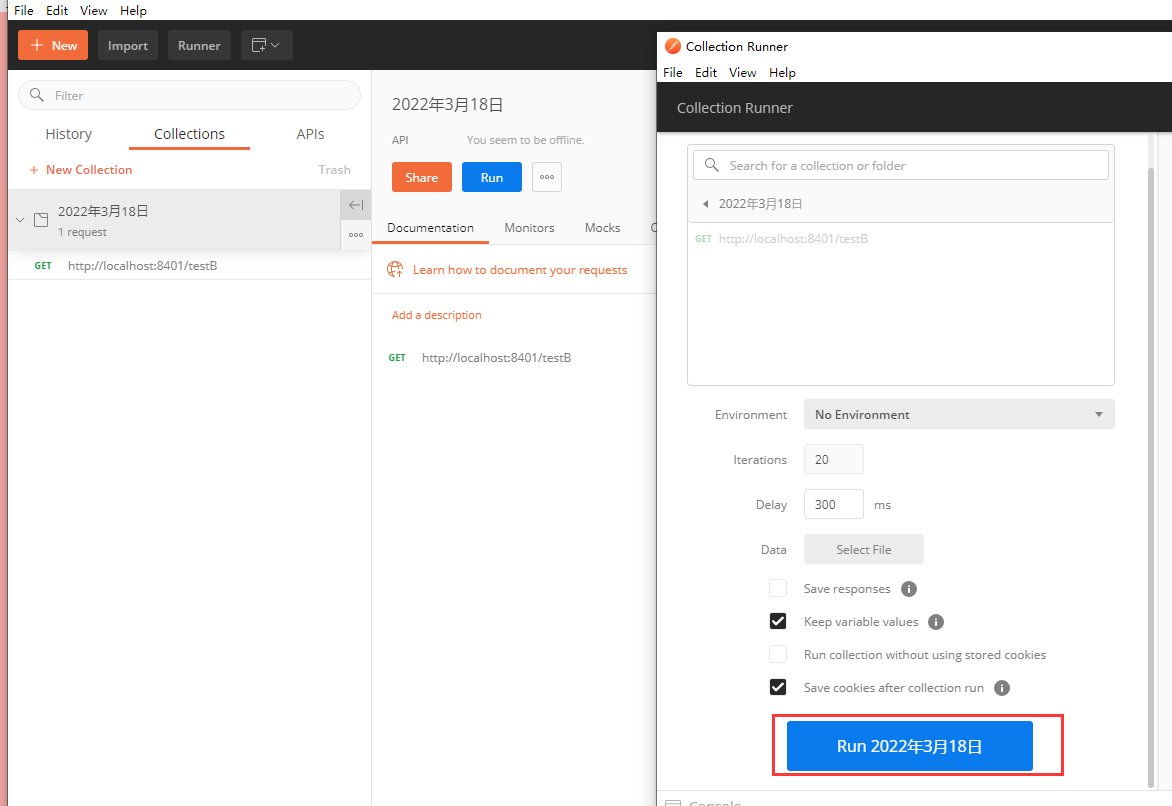 File Edit View Help
New Import Runner
Filter
History Collections APIs
+ New Collection Trash
2022年3月18日
1 request
GET http://localhost:8401/testB
2022年3月18日
API You seem to be offline.
Share Run
Documentation Monitors Mocks
Learn how to document your requests
Add a description
GET http://localhost:8401/testB
Collection Runner
File Edit View Help
Collection Runner
Search for a collection or folder
2022年3月18日
GET http://localhost:8401/testB
Environment No Environment
Iterations 20
Delay 300 ms
Data Select File
Save responses
Keep variable values
Run collection without using stored cookies
Save cookies after collection run
Run 2022年3月18日
Console